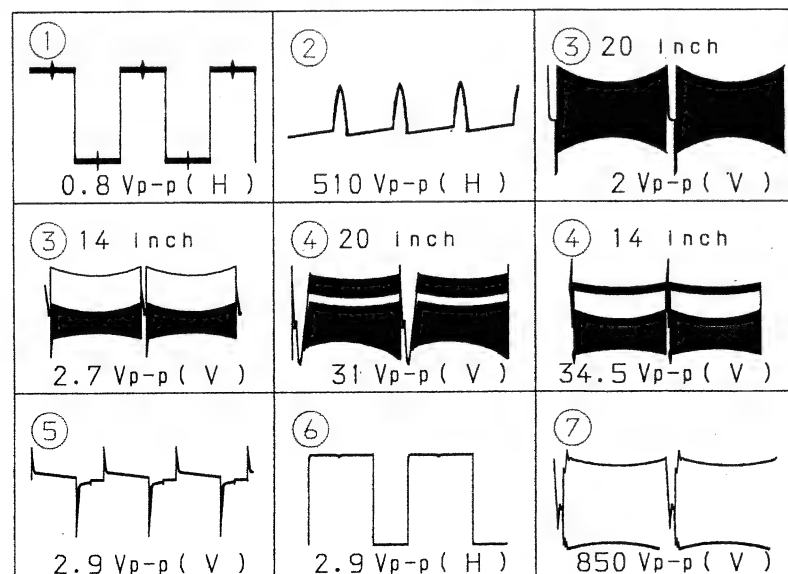 ①
0.8 Vp-p ( H )
②
510 Vp-p ( H )
③ 20 inch
2 Vp-p ( V )
③ 14 inch
2.7 Vp-p ( V )
④ 20 inch
31 Vp-p ( V )
④ 14 inch
34.5 Vp-p ( V )
⑤
2.9 Vp-p ( V )
⑥
2.9 Vp-p ( H )
⑦
850 Vp-p ( V )